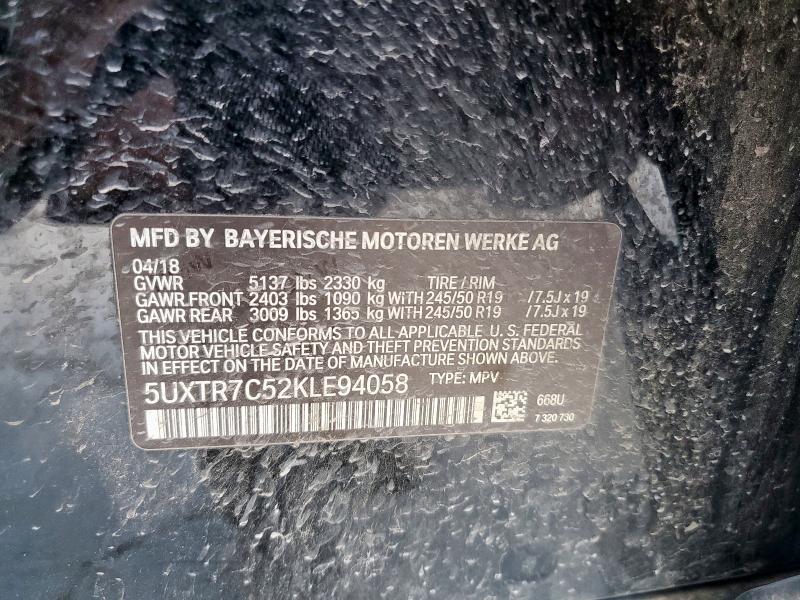 MFD BY BAYERISCHE MOTOREN WERKE AG
04/18
GVWR 5137 lbs 2330 kg TIRE / RIM
GAWR.FRONT 2403 lbs 1090 kg WITH 245/50 R19 /7.5J x 19
GAWR REAR 3009 lbs 1365 kg WITH 245/50 R19 /7.5J x 19
THIS VEHICLE CONFORMS TO ALL APPLICABLE U. S. FEDERAL
MOTOR VEHICLE SAFETY AND THEFT PREVENTION STANDARDS
IN EFFECT ON THE DATE OF MANUFACTURE SHOWN ABOVE.
5UXTR7C52KLE94058 TYPE: MPV
668U
7 320 730